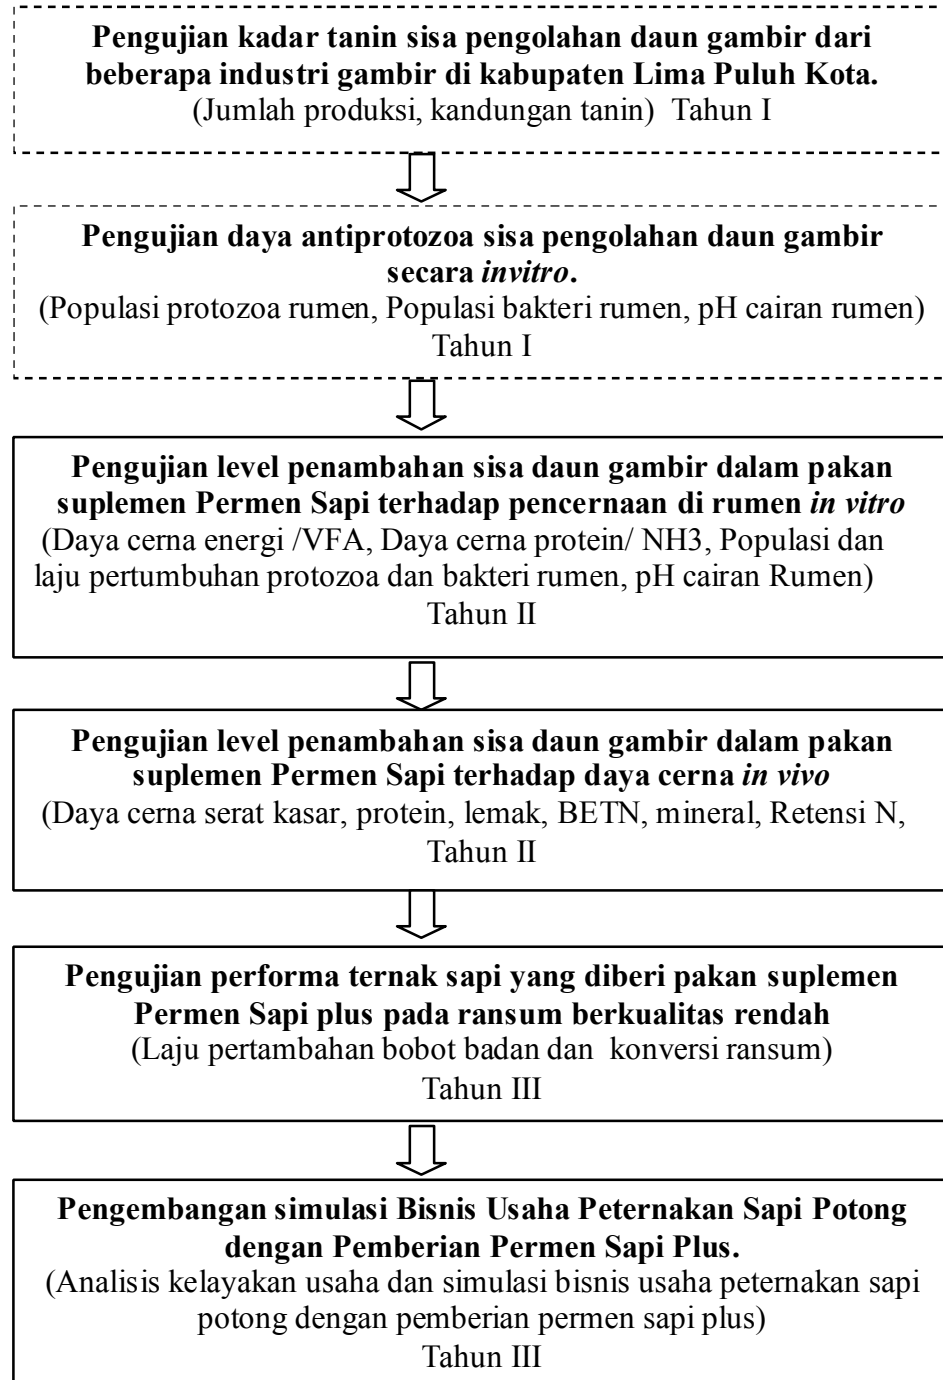 Pengujian kadar tanin sisa pengolahan daun gambir dari
beberapa industri gambir di kabupaten Lima Puluh Kota.
(Jumlah produksi, kandungan tanin) Tahun I
Pengujian daya antiprotozoa sisa pengolahan daun gambir
secara invitro.
(Populasi protozoa rumen, Populasi bakteri rumen, pH cairan rumen)
Tahun I
Pengujian level penambahan sisa daun gambir dalam pakan
suplemen Permen Sapi terhadap pencernaan di rumen in vitro
(Daya cerna energi /VFA, Daya cerna protein/ NH3, Populasi dan
laju pertumbuhan protozoa dan bakteri rumen, pH cairan Rumen)
Tahun II
Pengujian level penambahan sisa daun gambir dalam pakan
suplemen Permen Sapi terhadap daya cerna in vivo
(Daya cerna serat kasar, protein, lemak, BETN, mineral, Retensi N,
Tahun II
Pengujian performa ternak sapi yang diberi pakan suplemen
Permen Sapi plus pada ransum berkualitas rendah
(Laju pertambahan bobot badan dan konversi ransum)
Tahun III
Pengembangan simulasi Bisnis Usaha Peternakan Sapi Potong
dengan Pemberian Permen Sapi Plus.
(Analisis kelayakan usaha dan simulasi bisnis usaha peternakan sapi
potong dengan pemberian permen sapi plus)
Tahun III